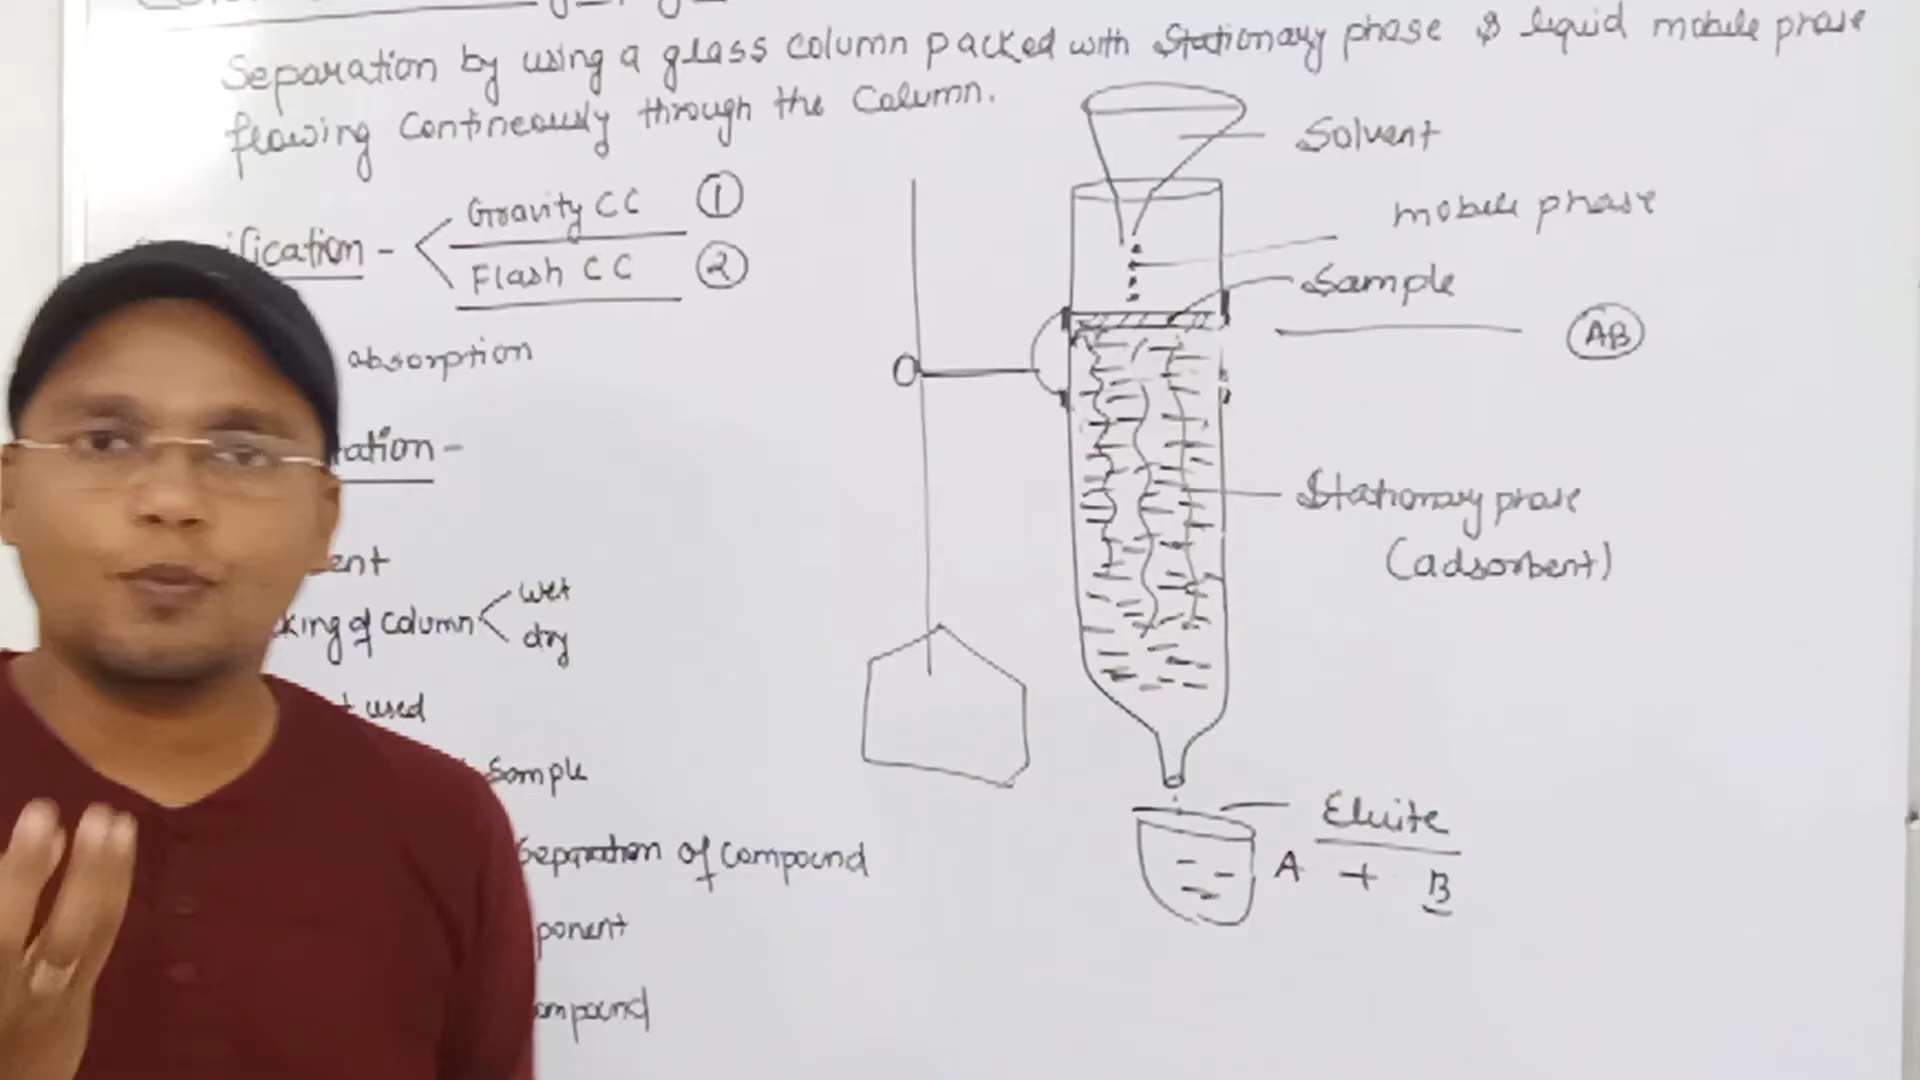 Separation by using a glass column packed with Stationary phase & liquid mobile phase
flowing Contineously through the Column.
ification - Gravity CC ①
Flash CC ②
absorption
ation -
ent
king of Column wet
dry
t used
Sample
Separation of Compound
ponent
ompound
Solvent
mobile phase
Sample
AB
Stationary phase
(adsorbent)
Eluite
A + B